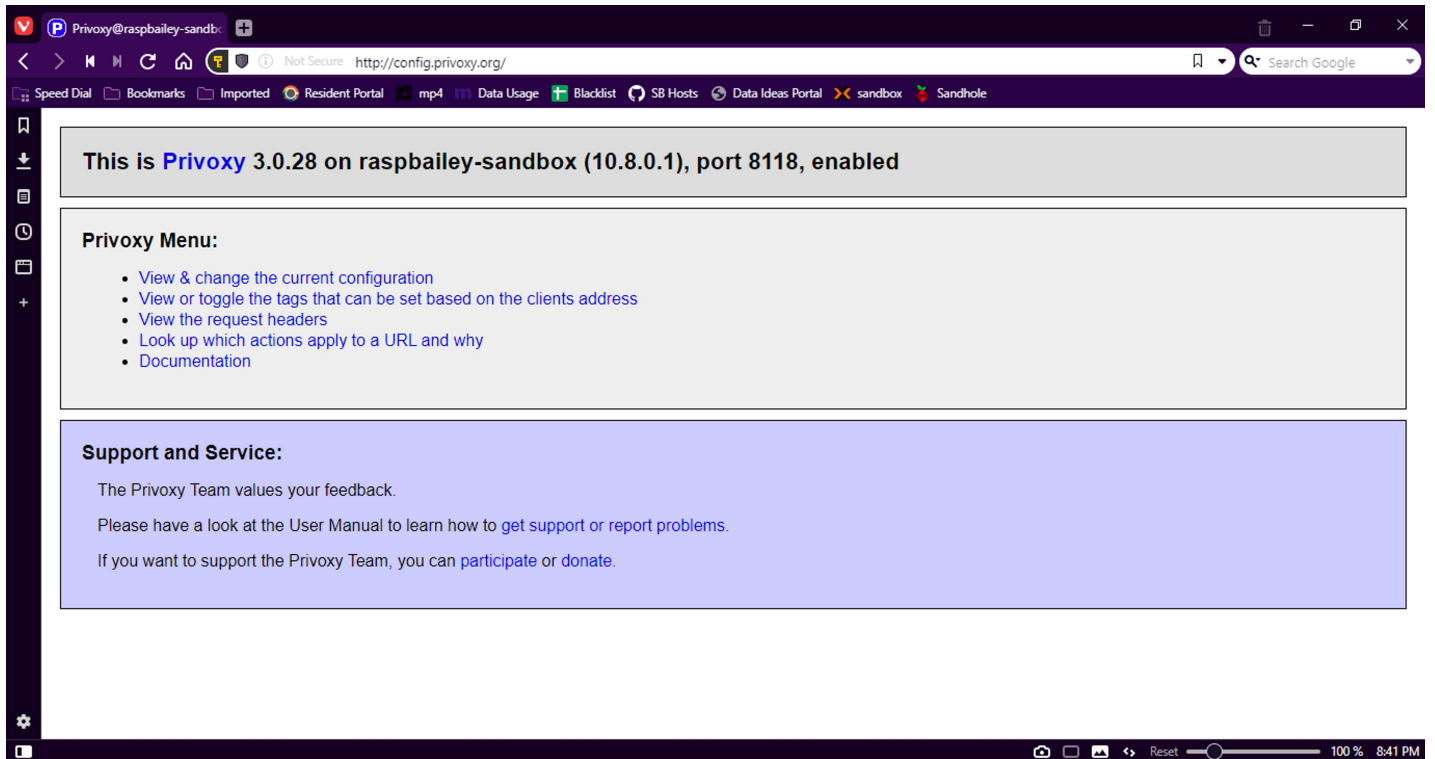 Privoxy@raspbailey-sandbc
Not Secure http://config.privoxy.org/
Search Google
Speed Dial Bookmarks Imported Resident Portal mp4 Data Usage Blacklist SB Hosts Data Ideas Portal sandbox Sandhole
This is Privoxy 3.0.28 on raspbailey-sandbox (10.8.0.1), port 8118, enabled
Privoxy Menu:
• View & change the current configuration
• View or toggle the tags that can be set based on the clients address
• View the request headers
• Look up which actions apply to a URL and why
• Documentation
Support and Service:
The Privoxy Team values your feedback.
Please have a look at the User Manual to learn how to get support or report problems.
If you want to support the Privoxy Team, you can participate or donate.
Reset 100 % 8:41 PM